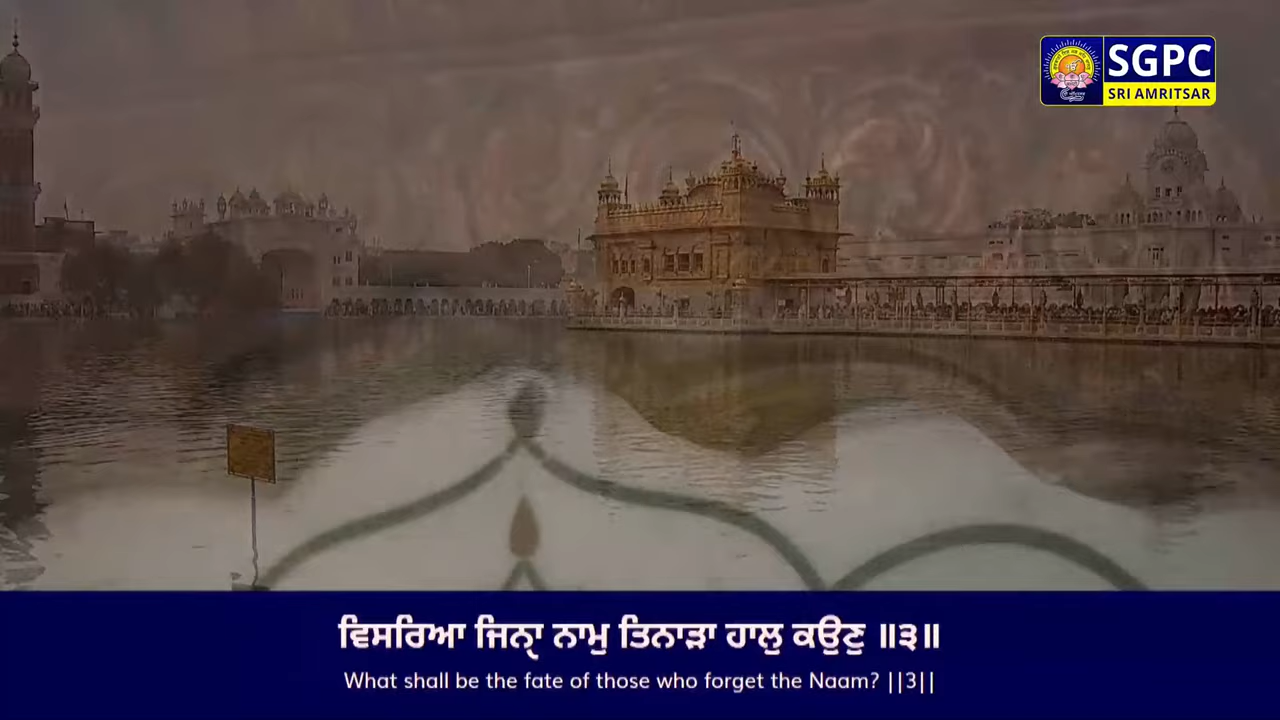 SGPC
SRI AMRITSAR
ਵਿਸਰਿਆ ਜਿਨੑਾ ਨਾਮੁ ਤਿਨਾੜਾ ਹਾਲੁ ਕਉਣੁ ॥੩॥
What shall be the fate of those who forget the Naam? ||3||